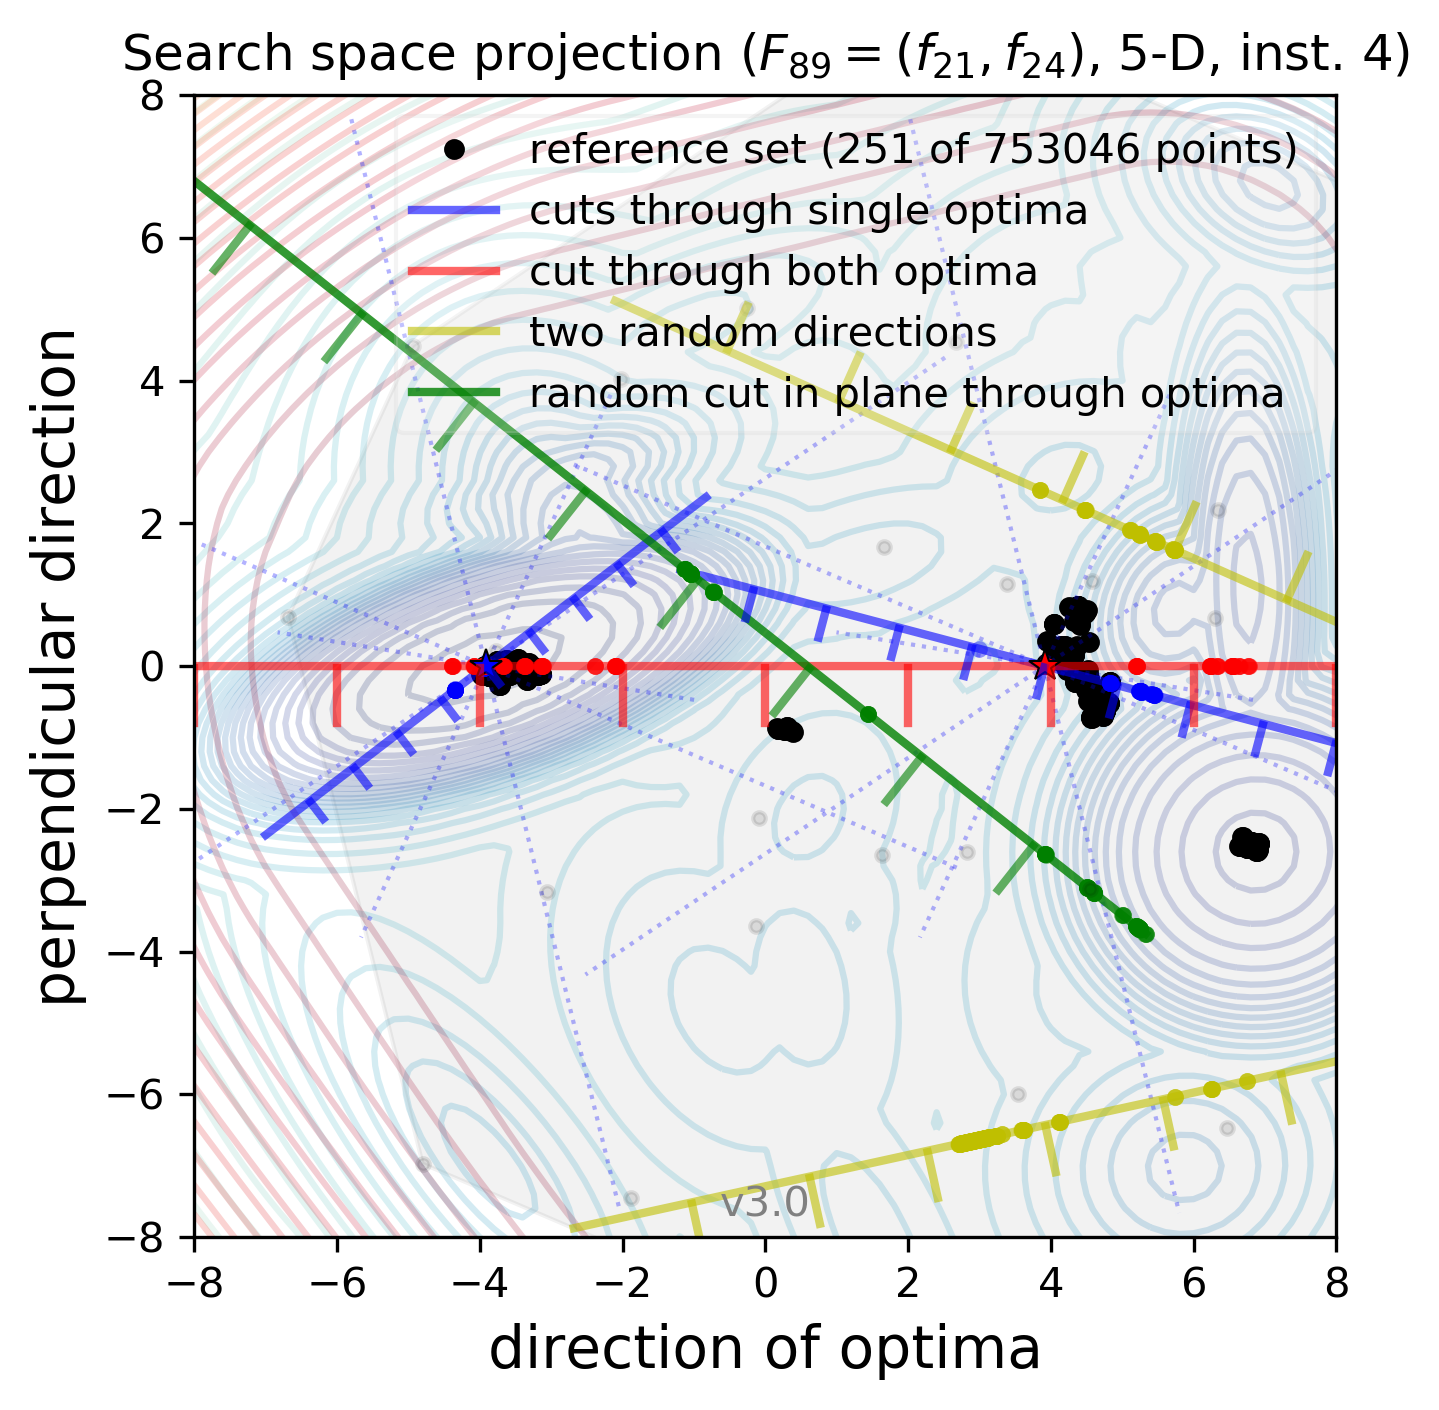 Search space projection (F₈₉ = (f₂₁, f₂₄), 5-D, inst. 4)
reference set (251 of 753046 points)
cuts through single optima
cut through both optima
two random directions
random cut in plane through optima
perpendicular direction
8
6
4
2
0
−2
−4
−6
−8
v3.0
−8 −6 −4 −2 0 2 4 6 8
direction of optima